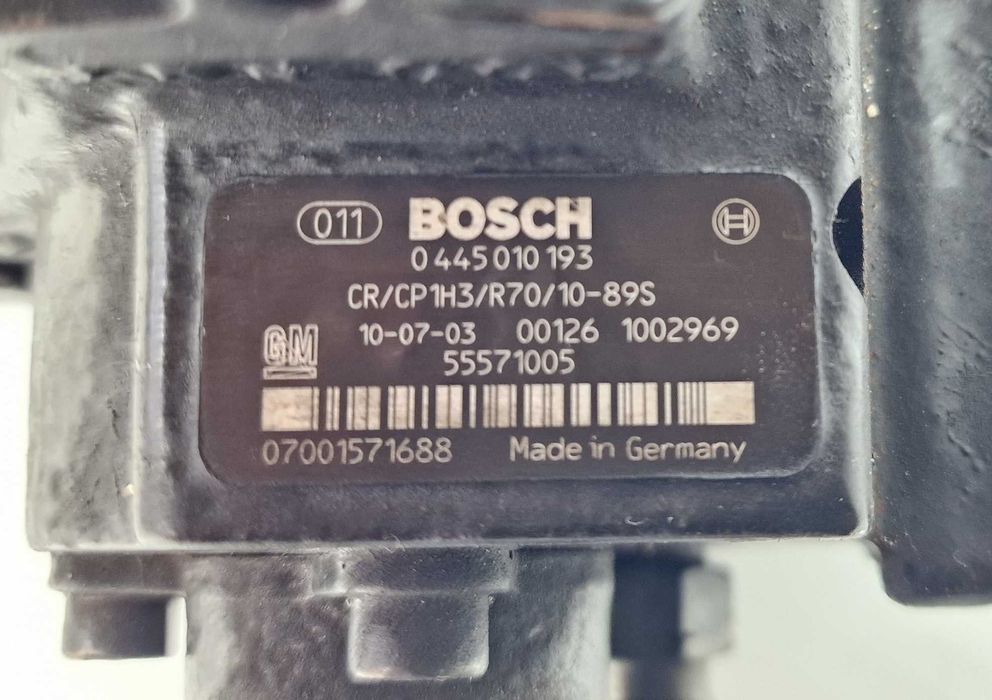 011 BOSCH
0 445 010 193
CR/CP1H3/R70/10-89S
GM 10-07-03 00126 1002969
55571005
07001571688 Made in Germany